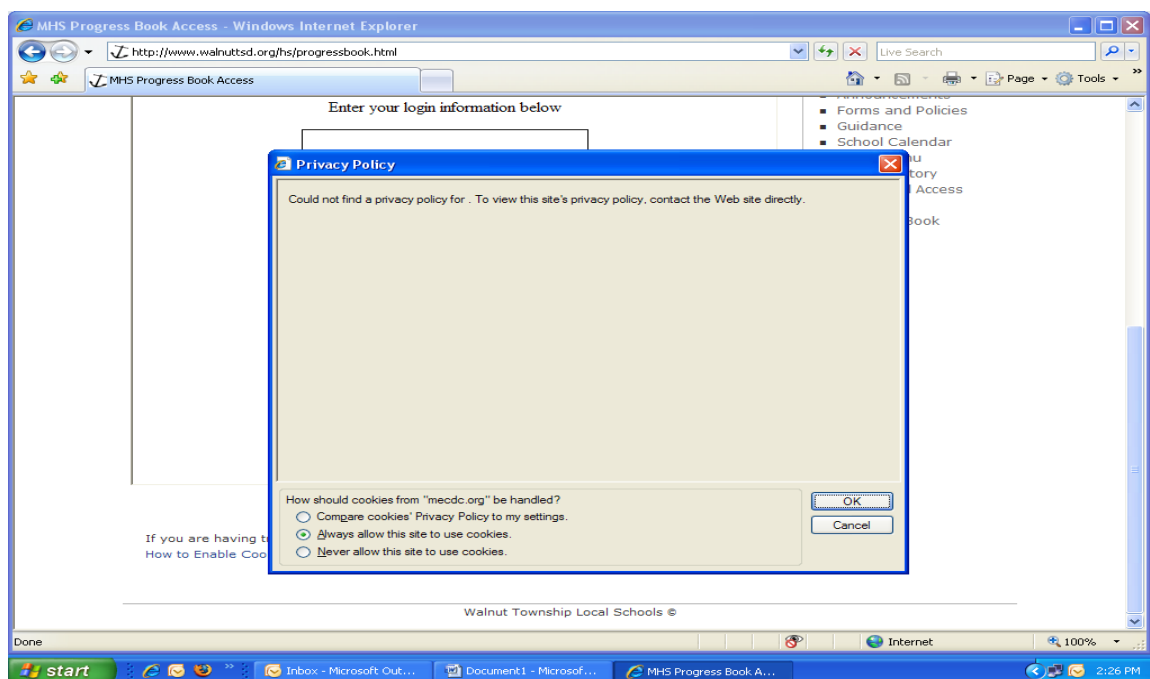 MHS Progress Book Access - Windows Internet Explorer
http://www.walnuttsd.org/hs/progressbook.html
Live Search
MHS Progress Book Access
Page
Tools
»
Enter your login information below
Announcements
Forms and Policies
Guidance
School Calendar
nu
tory
l Access
Book
Privacy Policy
Could not find a privacy policy for . To view this site's privacy policy, contact the Web site directly.
How should cookies from "mecdc.org" be handled?
Compare cookies' Privacy Policy to my settings.
Always allow this site to use cookies.
Never allow this site to use cookies.
OK
Cancel
If you are having t
How to Enable Coo
Walnut Township Local Schools ©
Done
Internet
100%
start
»
Inbox - Microsoft Out...
Document1 - Microsof...
MHS Progress Book A...
2:26 PM